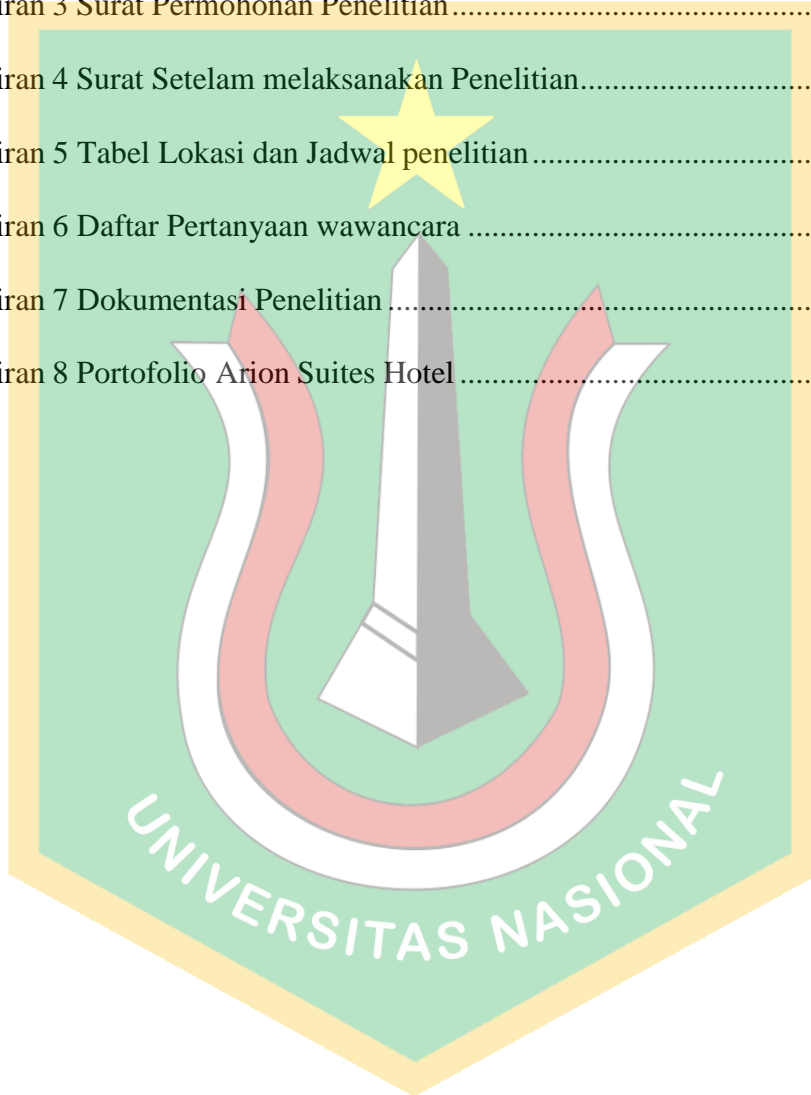 iran 3 Surat Permohonan Penelitian........................................
iran 4 Surat Setelam melaksanakan Penelitian.............................
iran 5 Tabel Lokasi dan Jadwal penelitian..................................
iran 6 Daftar Pertanyaan wawancara ..........................................
iran 7 Dokumentasi Penelitian....................................................
iran 8 Portofolio Arion Suites Hotel...........................................
UNIVERSITAS NASIONAL